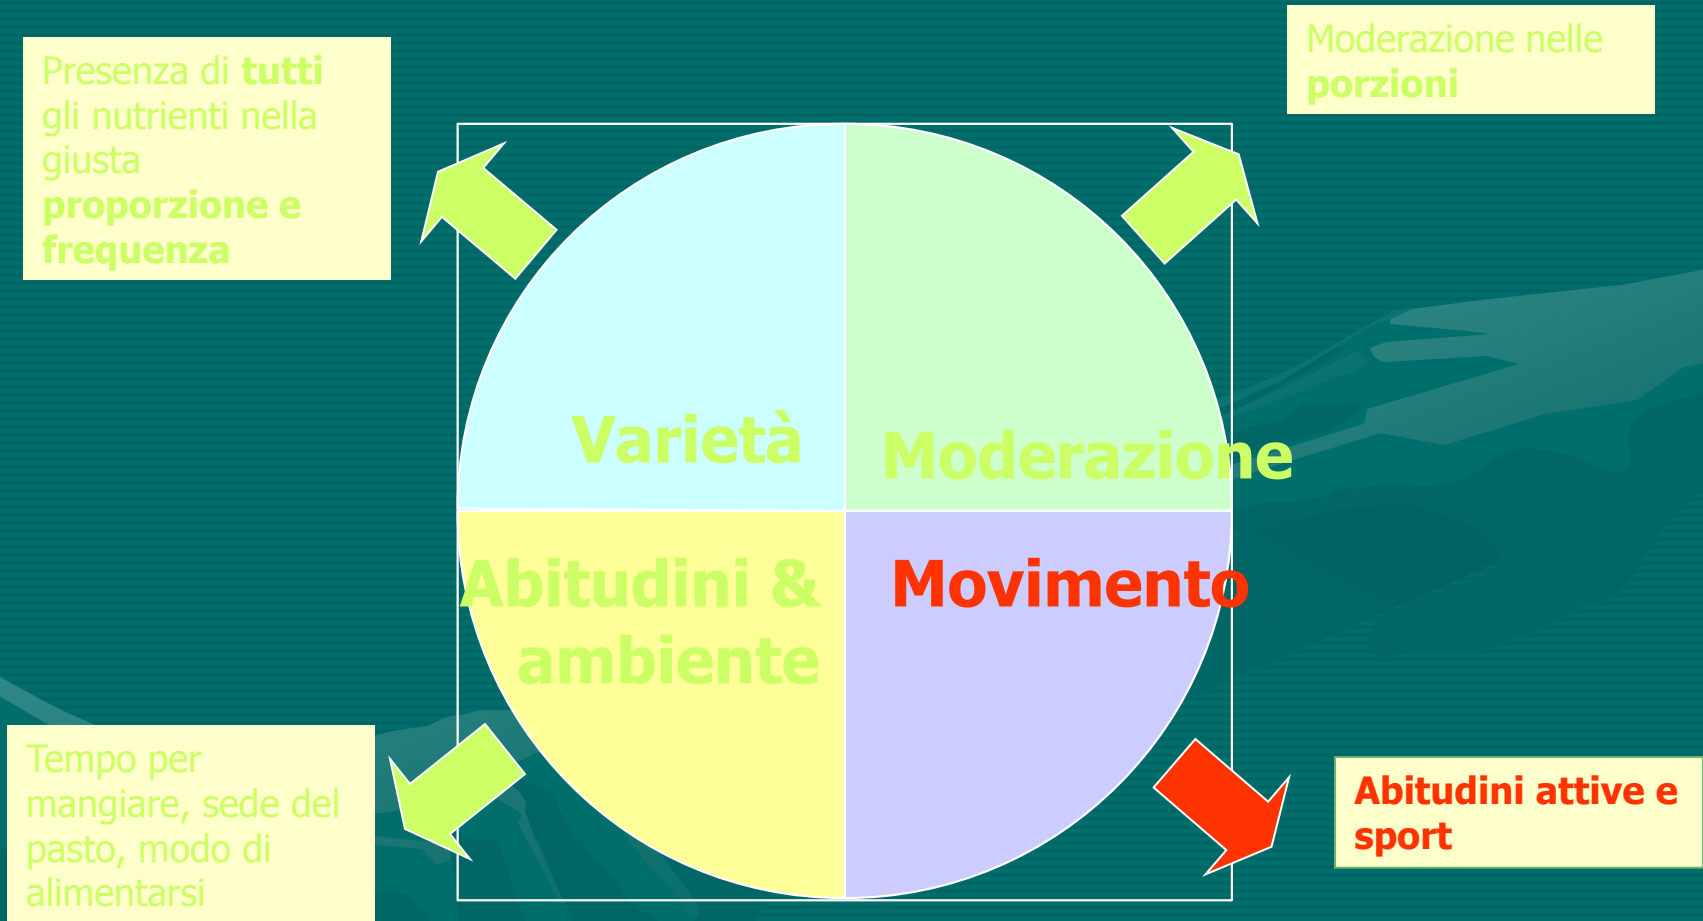 Presenza di tutti
gli nutrienti nella
giusta
proporzione e
frequenza
Moderazione nelle
porzioni
Varietà
Moderazione
Abitudini &
ambiente
Movimento
Tempo per
mangiare, sede del
pasto, modo di
alimentarsi
Abitudini attive e
sport